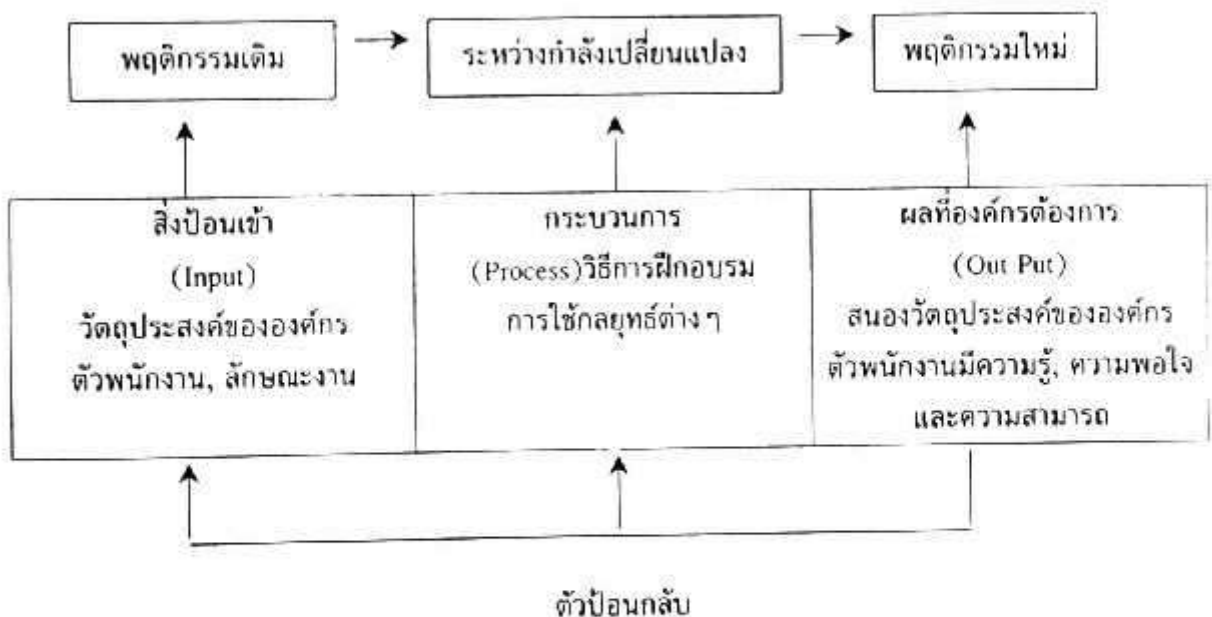 พฤติกรรมเดิม
ระหว่างกำลังเปลี่ยนแปลง
พฤติกรรมใหม่
สิ่งป้อนเข้า
(Input)
วัตถุประสงค์ขององค์กร
ตัวพนักงาน, ลักษณะงาน
กระบวนการ
(Process)วิธีการฝึกอบรม
การใช้กลยุทธ์ต่างๆ
ผลที่องค์กรต้องการ
(Out Put)
สนองวัตถุประสงค์ขององค์กร
ตัวพนักงานมีความรู้, ความพอใจ
และความสามารถ
ตัวป้อนกลับ